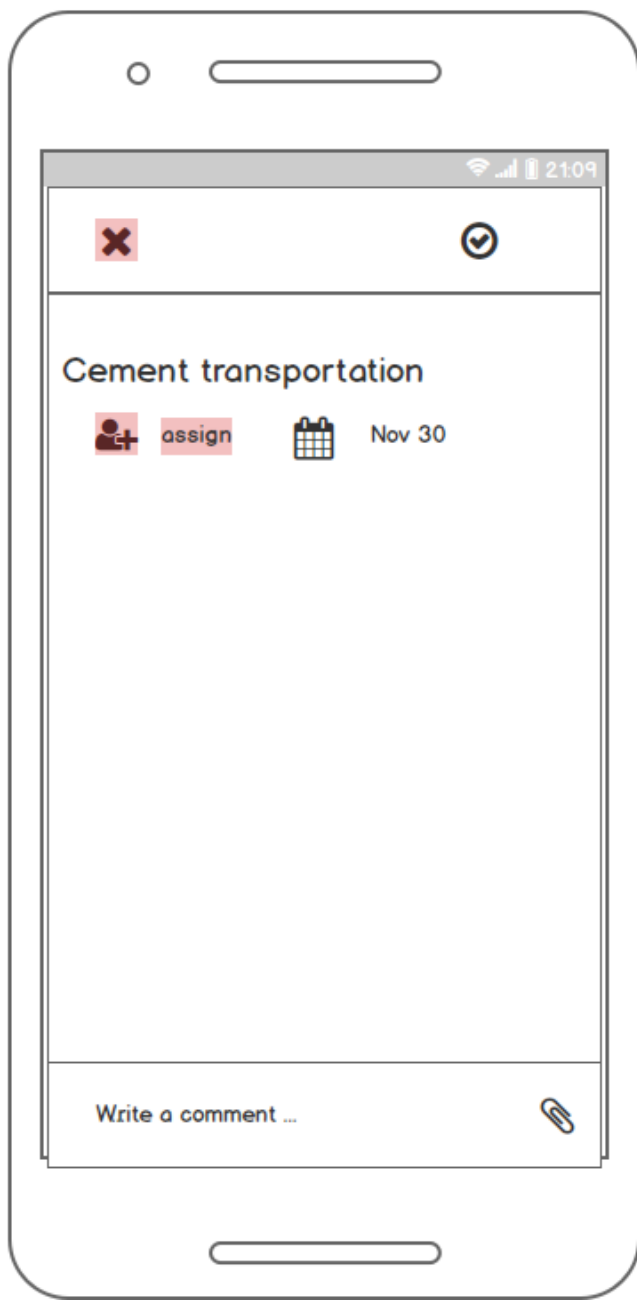 21:09
Cement transportation
assign Nov 30
Write a comment ...